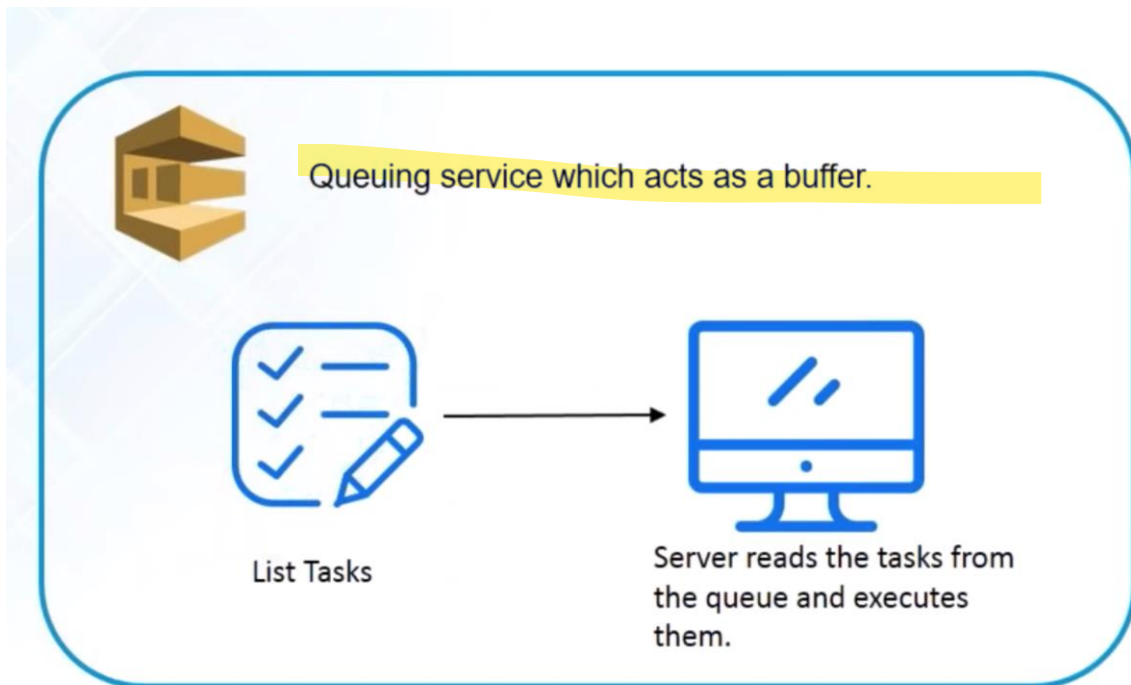 Queuing service which acts as a buffer.
List Tasks
Server reads the tasks from
the queue and executes
them.